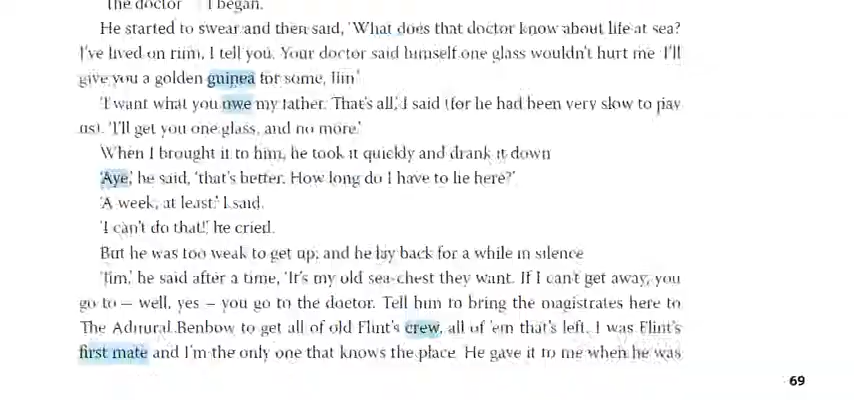 The doctor I began.
He started to swear and then said, 'What does that doctor know about life at sea?
I've lived on rum, I tell you. Your doctor said himself one glass wouldn't hurt me. I'll
give you a golden guinea for some, Jim'
'I want what you owe my father. That's all,' I said (for he had been very slow to pay
us). 'I'll get you one glass, and no more.'
When I brought it to him, he took it quickly and drank it down
'Aye,' he said, 'that's better. How long do I have to lie here?'
'A week, at least.' I said.
'I can't do that!' he cried.
But he was too weak to get up; and he lay back for a while in silence
'Jim,' he said after a time, 'It's my old sea-chest they want. If I can't get away, you
go to – well, yes – you go to the doctor. Tell him to bring the magistrates here to
The Admiral Benbow to get all of old Flint's crew, all of 'em that's left. I was Flint's
first mate and I'm the only one that knows the place. He gave it to me when he was
69